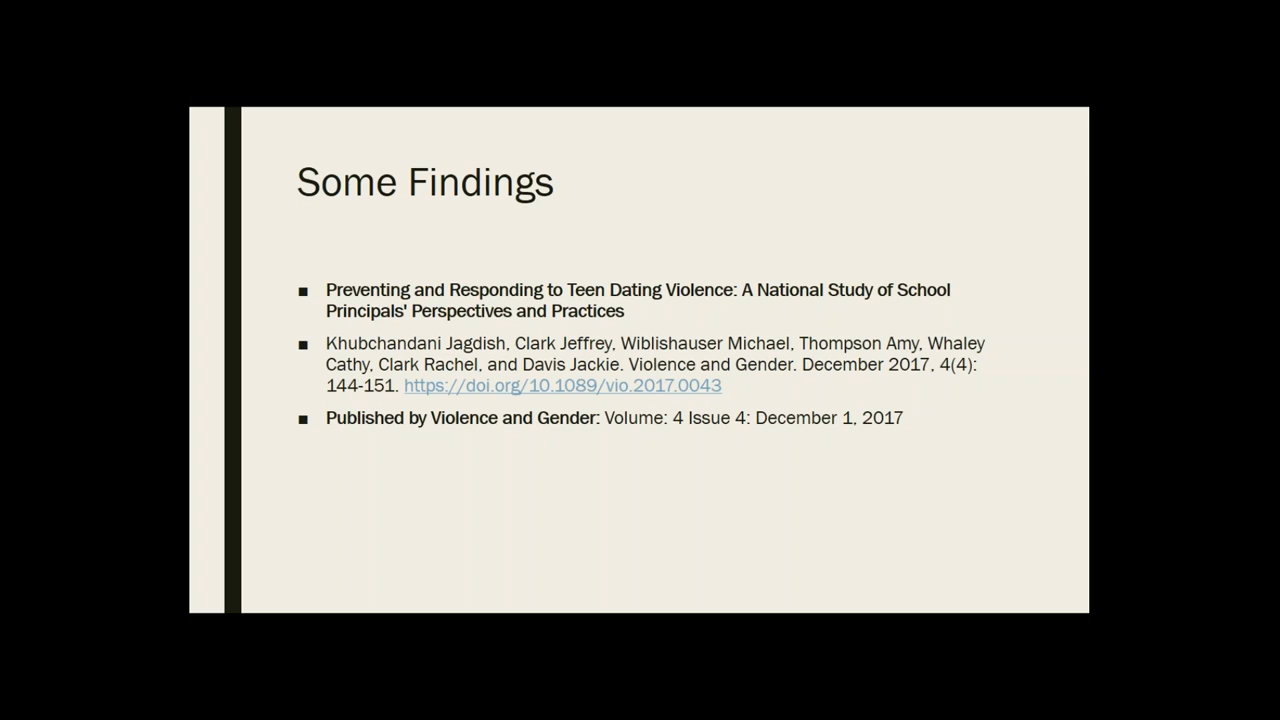 Some Findings
■ Preventing and Responding to Teen Dating Violence: A National Study of School
Principals' Perspectives and Practices
■ Khubchandani Jagdish, Clark Jeffrey, Wiblishauser Michael, Thompson Amy, Whaley
Cathy, Clark Rachel, and Davis Jackie. Violence and Gender. December 2017, 4(4):
144-151. https://doi.org/10.1089/vio.2017.0043
■ Published by Violence and Gender: Volume: 4 Issue 4: December 1, 2017